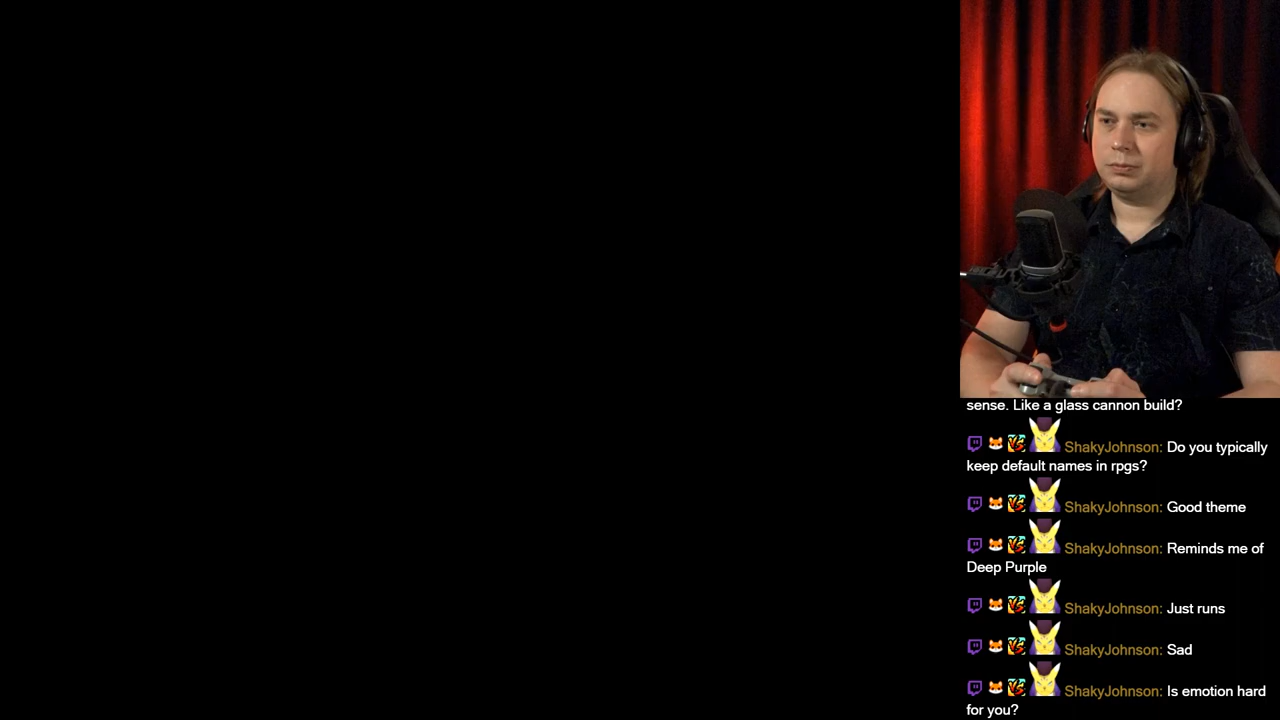 sense. Like a glass cannon build?
ShakyJohnson: Do you typically
keep default names in rpgs?
ShakyJohnson: Good theme
ShakyJohnson: Reminds me of
Deep Purple
ShakyJohnson: Just runs
ShakyJohnson: Sad
ShakyJohnson: Is emotion hard
for you?